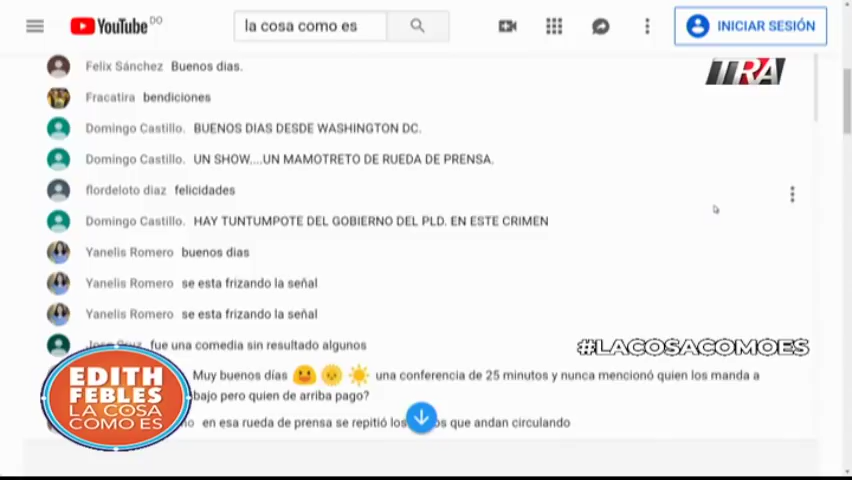 YouTube DO
la cosa como es
INICIAR SESIÓN
Felix Sánchez Buenos dias.
TRA
Fracatira bendiciones
Domingo Castillo. BUENOS DIAS DESDE WASHINGTON DC.
Domingo Castillo. UN SHOW....UN MAMOTRETO DE RUEDA DE PRENSA.
flordeloto diaz felicidades
Domingo Castillo. HAY TUNTUMPOTE DEL GOBIERNO DEL PLD. EN ESTE CRIMEN
Yanelis Romero buenos dias
Yanelis Romero se esta frizando la señal
Yanelis Romero se esta frizando la señal
fue una comedia sin resultado algunos
#LACOSACOMOES
Muy buenos días 😃 🌞 ☀️ una conferencia de 25 minutos y nunca mencionó quien los manda a
bajo pero quien de arriba pago?
en esa rueda de prensa se repitió los que andan circulando
EDITH
FEBLES
LA COSA
COMO ES